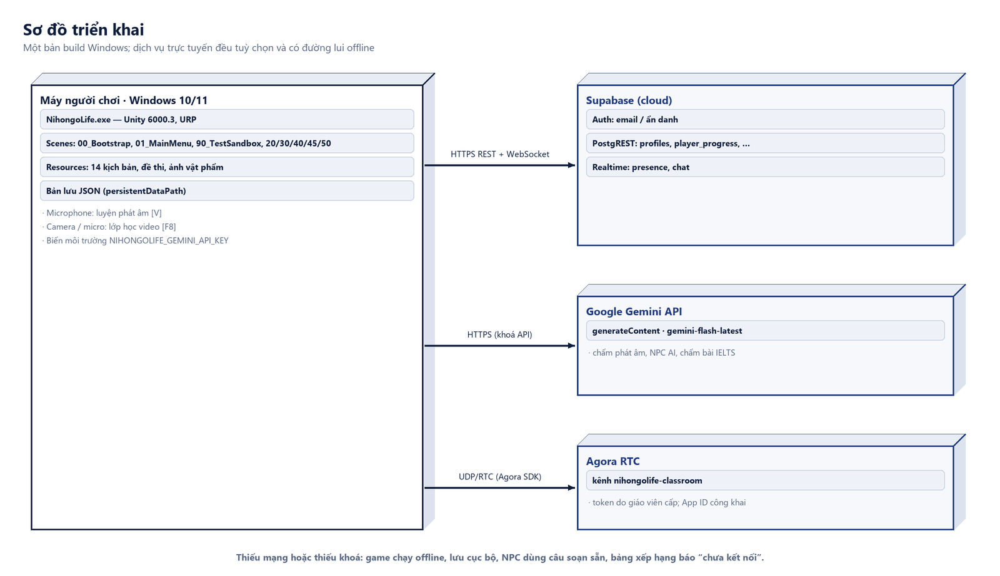 Sơ đồ triển khai
Một bản build Windows; dịch vụ trực tuyến đều tuỳ chọn và có đường lui offline
Máy người chơi · Windows 10/11
NihongoLife.exe — Unity 6000.3, URP
Scenes: 00_Bootstrap, 01_MainMenu, 90_TestSandbox, 20/30/40/45/50
Resources: 14 kịch bản, đề thi, ảnh vật phẩm
Bản lưu JSON (persistentDataPath)
· Microphone: luyện phát âm [V]
· Camera / micro: lớp học video [F8]
· Biến môi trường NIHONGOLIFE_GEMINI_API_KEY
HTTPS REST + WebSocket
Supabase (cloud)
Auth: email / ẩn danh
PostgREST: profiles, player_progress, ...
Realtime: presence, chat
HTTPS (khoá API)
Google Gemini API
generateContent · gemini-flash-latest
· chấm phát âm, NPC AI, chấm bài IELTS
UDP/RTC (Agora SDK)
Agora RTC
kênh nihongolife-classroom
· token do giáo viên cấp; App ID công khai
Thiếu mạng hoặc thiếu khoá: game chạy offline, lưu cục bộ, NPC dùng câu soạn sẵn, bảng xếp hạng báo “chưa kết nối”.